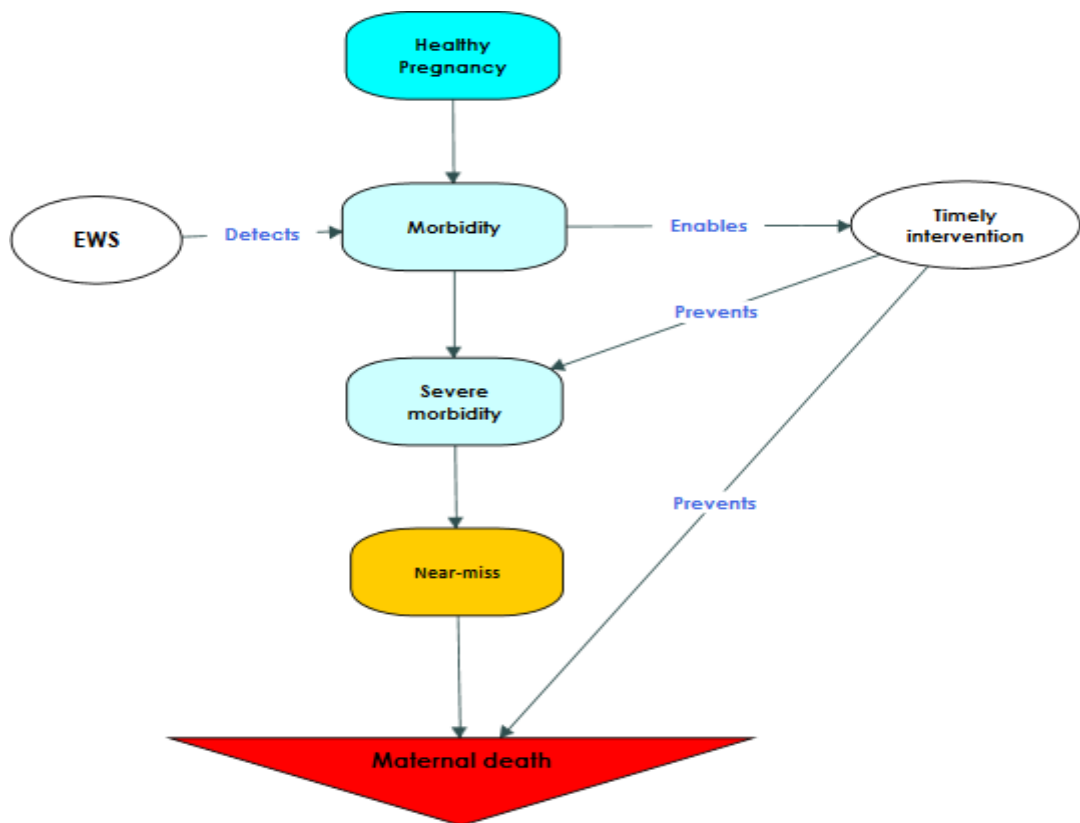 Healthy
Pregnancy
EWS
Detects
Morbidity
Enables
Timely
intervention
Prevents
Severe
morbidity
Prevents
Near-miss
Maternal death